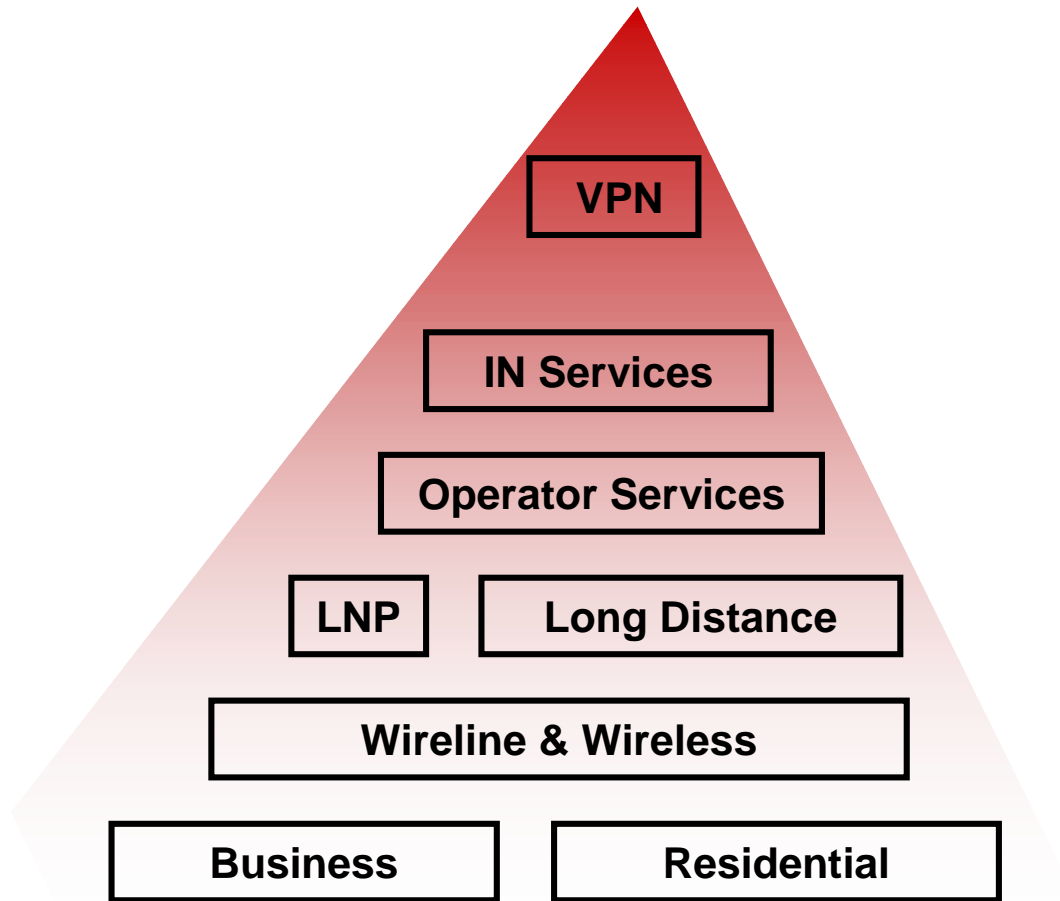 VPN
IN Services
Operator Services
LNP
Long Distance
Wireline & Wireless
Business
Residential